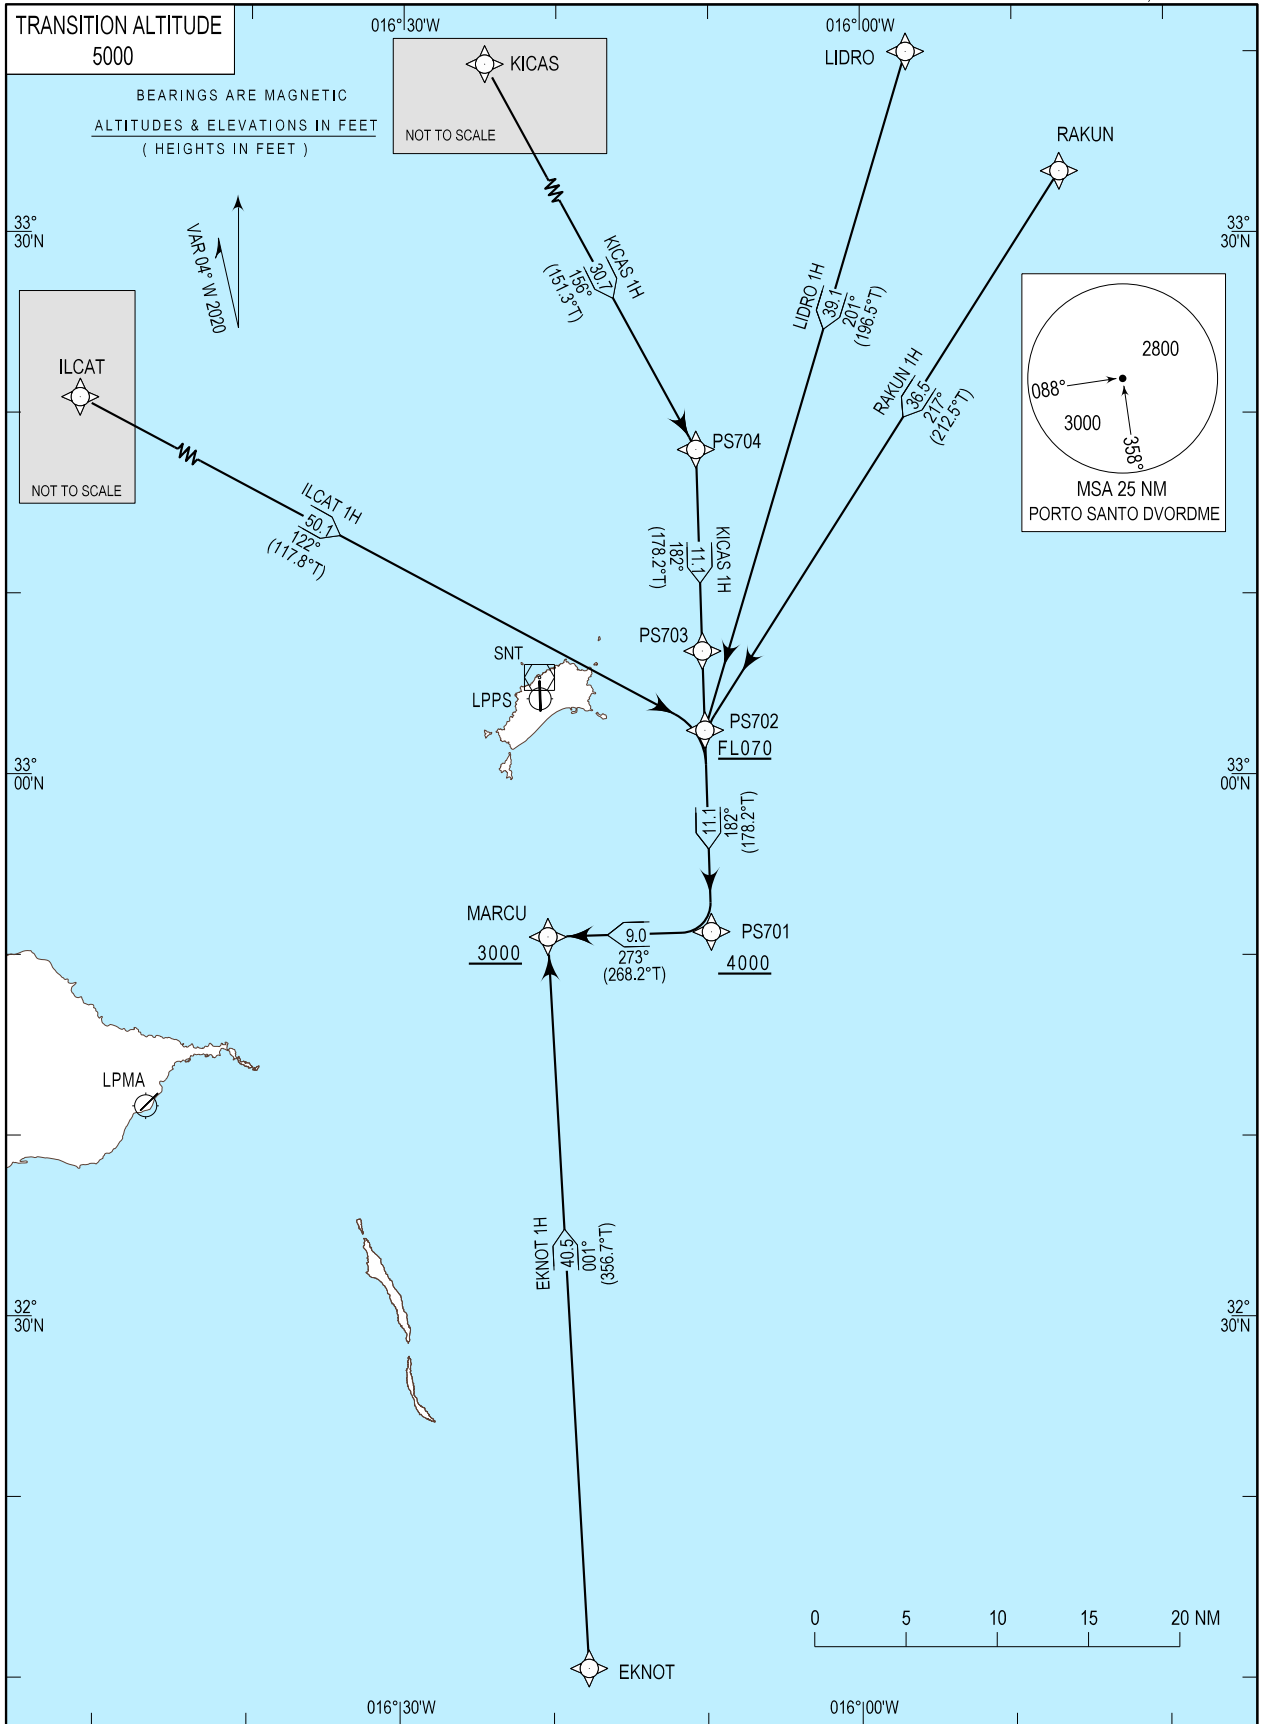 TRANSITION ALTITUDE
5000
016°30'W
016°00'W
KICAS
NOT TO SCALE
LIDRO
RAKUN
BEARINGS ARE MAGNETIC
ALTITUDES & ELEVATIONS IN FEET
( HEIGHTS IN FEET )
VAR 04° W 2020
33°
30'N
33°
30'N
ILCAT
NOT TO SCALE
KICAS 1H
30.7
156°
(151.3°T)
LIDRO 1H
39.1
201°
(196.5°T)
RAKUN 1H
36.5
217°
(212.5°T)
2800
088°
3000
358°
MSA 25 NM
PORTO SANTO DVORDME
PS704
ILCAT 1H
50.1
122°
(117.8°T)
KICAS 1H
11.1
182°
(178.2°T)
PS703
SNT
LPPS
PS702
FL070
33°
00'N
33°
00'N
11.1
182°
(178.2°T)
MARCU
3000
9.0
273°
(268.2°T)
PS701
4000
LPMA
EKNOT 1H
40.5
001°
(356.7°T)
32°
30'N
32°
30'N
0 5 10 15 20 NM
EKNOT
016°30'W
016°00'W